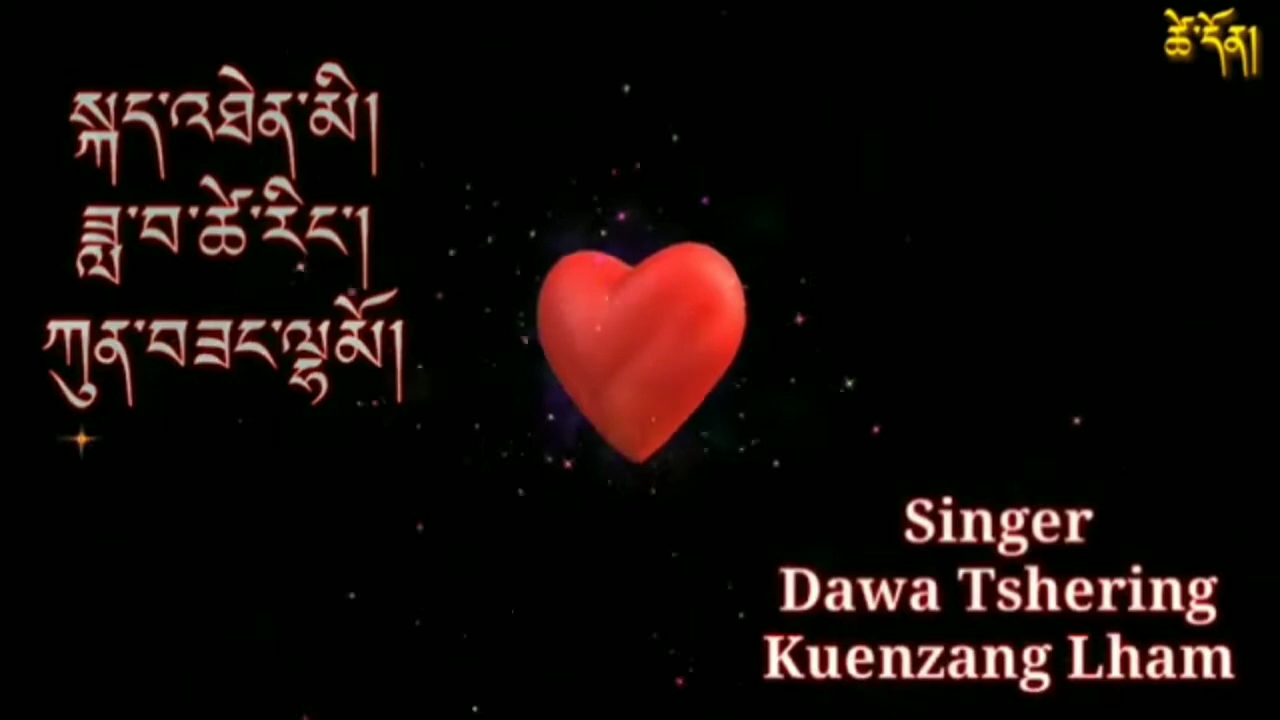 སྐད་འཐེན་མི།
ཟླ་བ་ཚེ་རིང་།
ཀུན་བཟང་ལྷམོ།
ཚེ་དོན།
Singer
Dawa Tshering
Kuenzang Lham